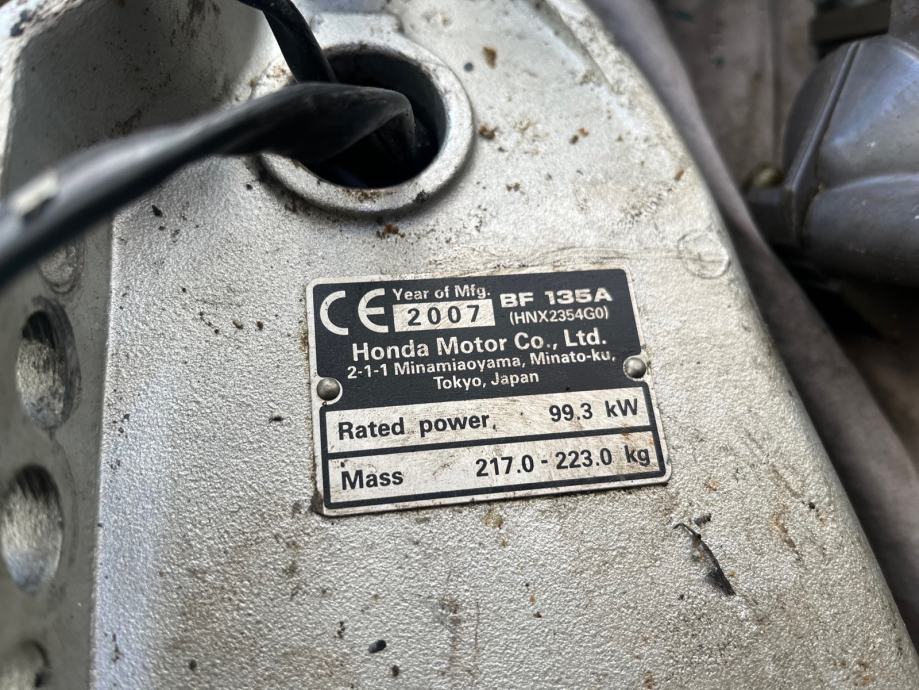 CE Year of Mfg. BF 135A
2007 (HNX2354G0)
Honda Motor Co., Ltd.
2-1-1 Minamiaoyama, Minato-ku,
Tokyo, Japan
Rated power 99.3 kW
Mass 217.0 - 223.0 kg